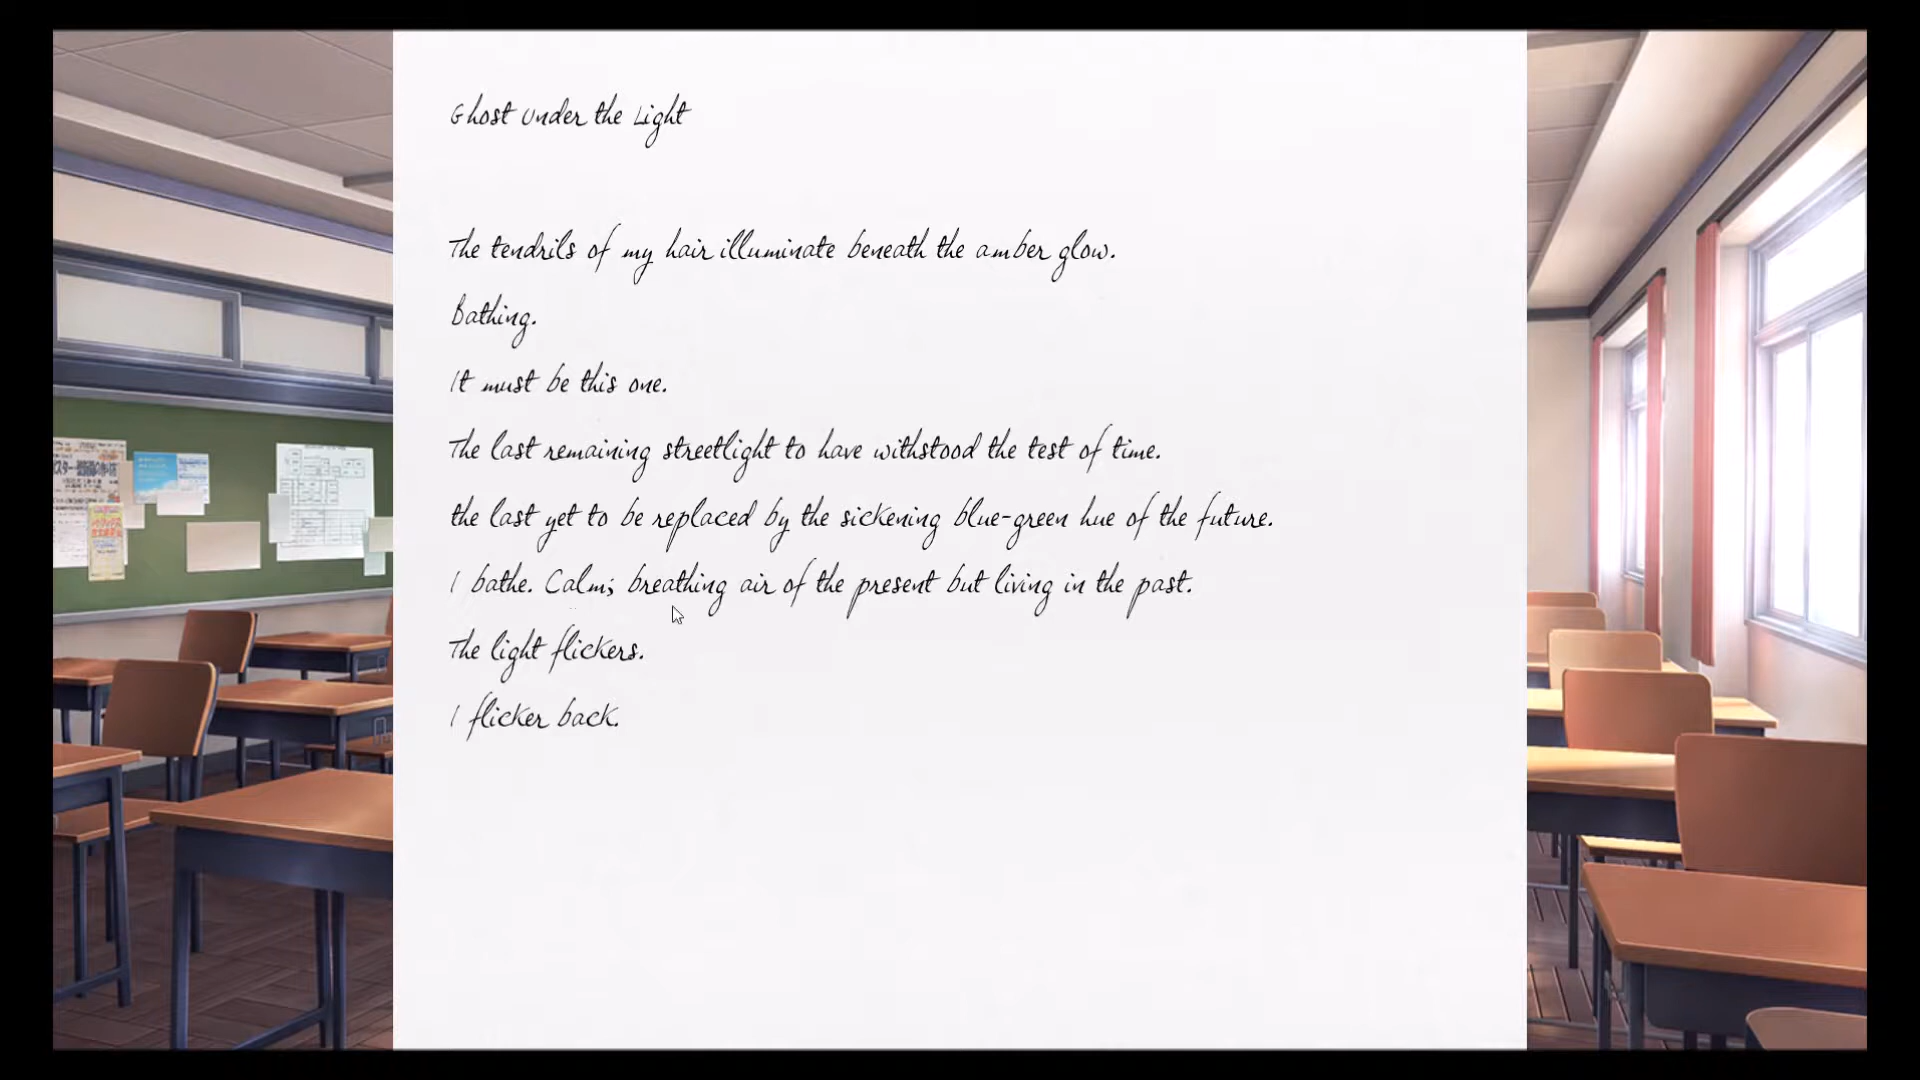 Ghost Under the Light
The tendrils of my hair illuminate beneath the amber glow.
Bathing.
It must be this one.
The last remaining streetlight to have withstood the test of time.
the last yet to be replaced by the sickening blue-green hue of the future.
I bathe. Calm; breathing air of the present but living in the past.
The light flickers.
I flicker back.